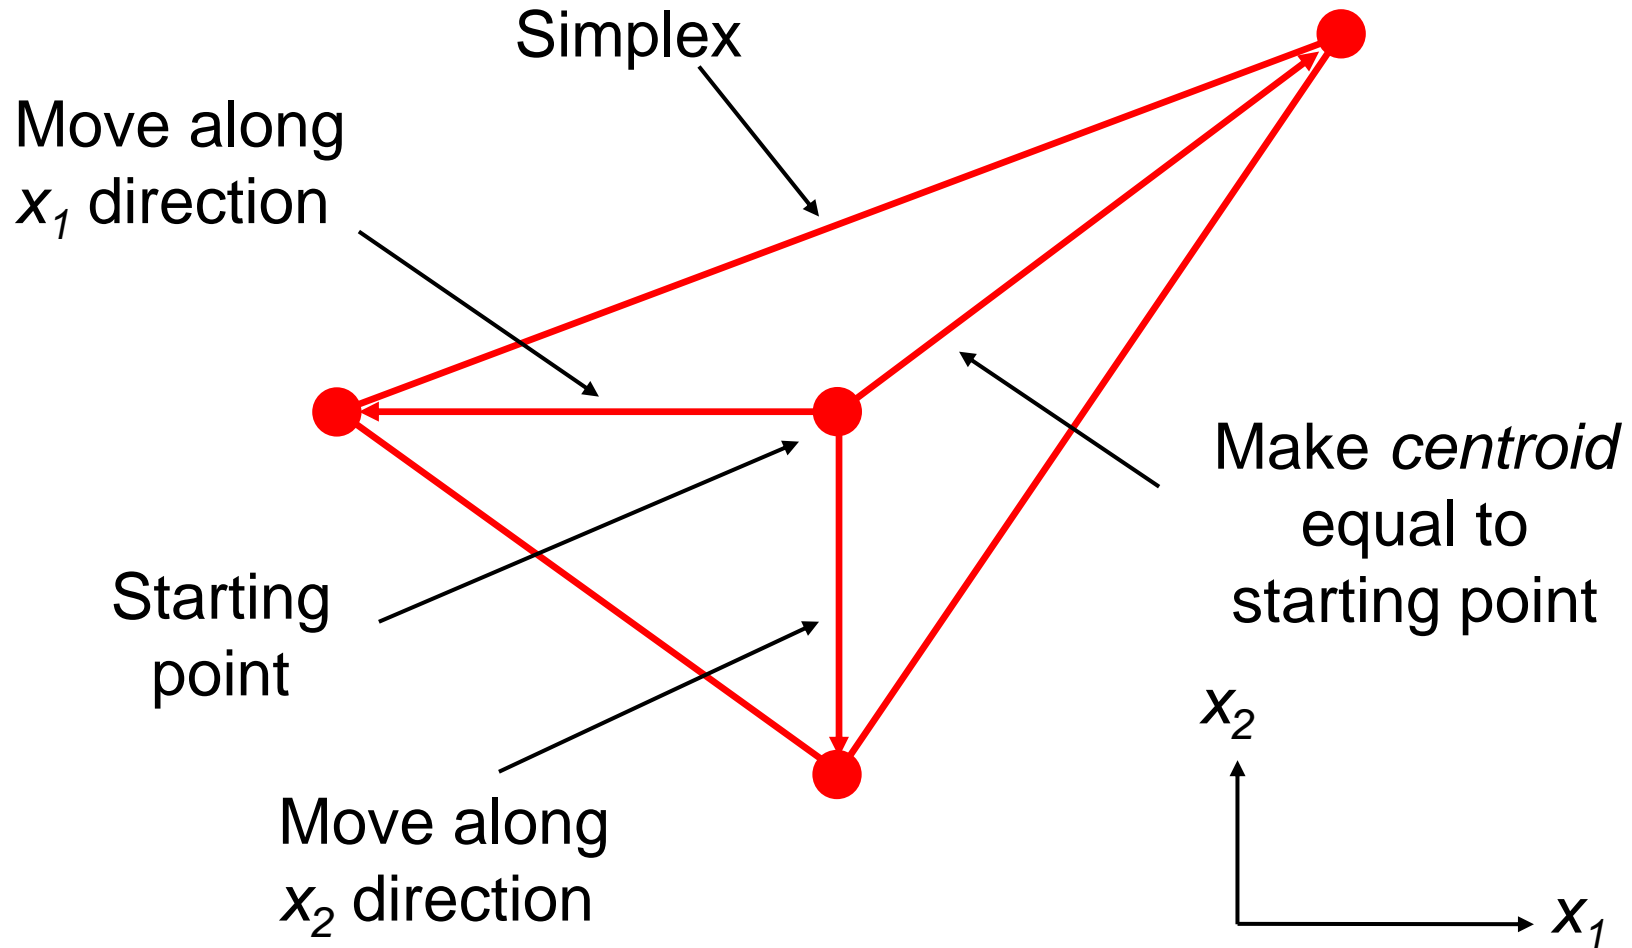 Simplex
Move along
x₁ direction
Make centroid
equal to
starting point
Starting
point
Move along
x₂ direction
x₂
x₁